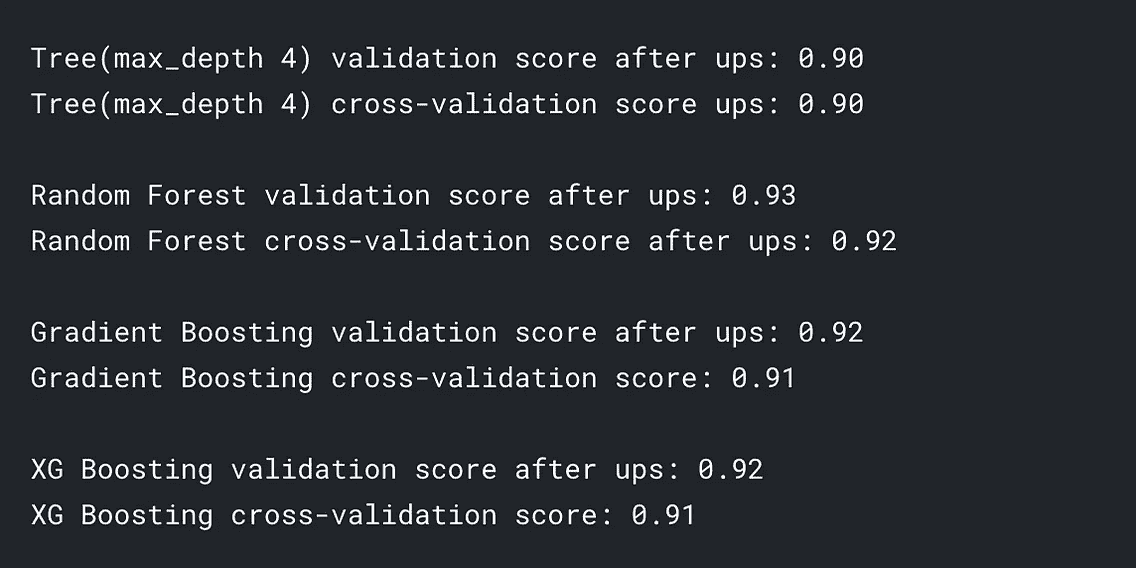 Tree(max_depth 4) validation score after ups: 0.90
Tree(max_depth 4) cross-validation score ups: 0.90
Random Forest validation score after ups: 0.93
Random Forest cross-validation score after ups: 0.92
Gradient Boosting validation score after ups: 0.92
Gradient Boosting cross-validation score: 0.91
XG Boosting validation score after ups: 0.92
XG Boosting cross-validation score: 0.91